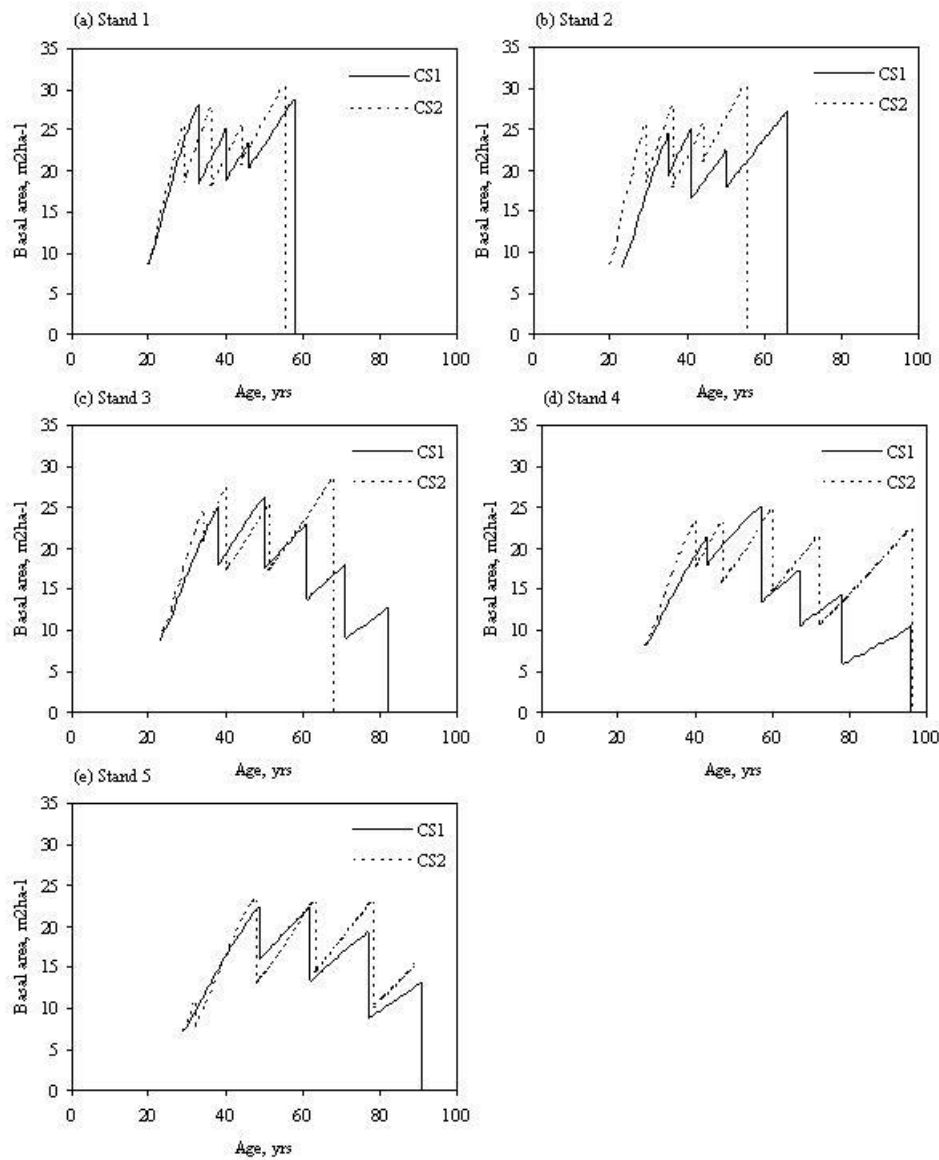 (a) Stand 1
35
30
25
20
15
10
5
0
Basal area, m2ha-1
CS1
CS2
0 20 40 60 80 100
Age, yrs
(b) Stand 2
35
30
25
20
15
10
5
0
Basal area, m2ha-1
CS1
CS2
0 20 40 60 80 100
Age, yrs
(c) Stand 3
35
30
25
20
15
10
5
0
Basal area, m2ha-1
CS1
CS2
0 20 40 60 80 100
Age, yrs
(d) Stand 4
35
30
25
20
15
10
5
0
Basal area, m2ha-1
CS1
CS2
0 20 40 60 80 100
Age, yrs
(e) Stand 5
35
30
25
20
15
10
5
0
Basal area, m2ha-1
CS1
CS2
0 20 40 60 80 100
Age, yrs